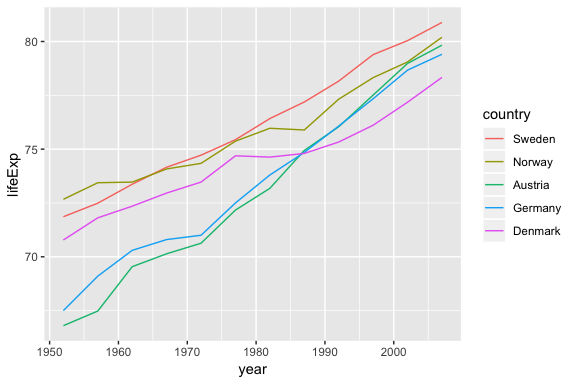 80
75
70
lifeExp
1950
1960
1970
1980
1990
2000
year
country
Sweden
Norway
Austria
Germany
Denmark